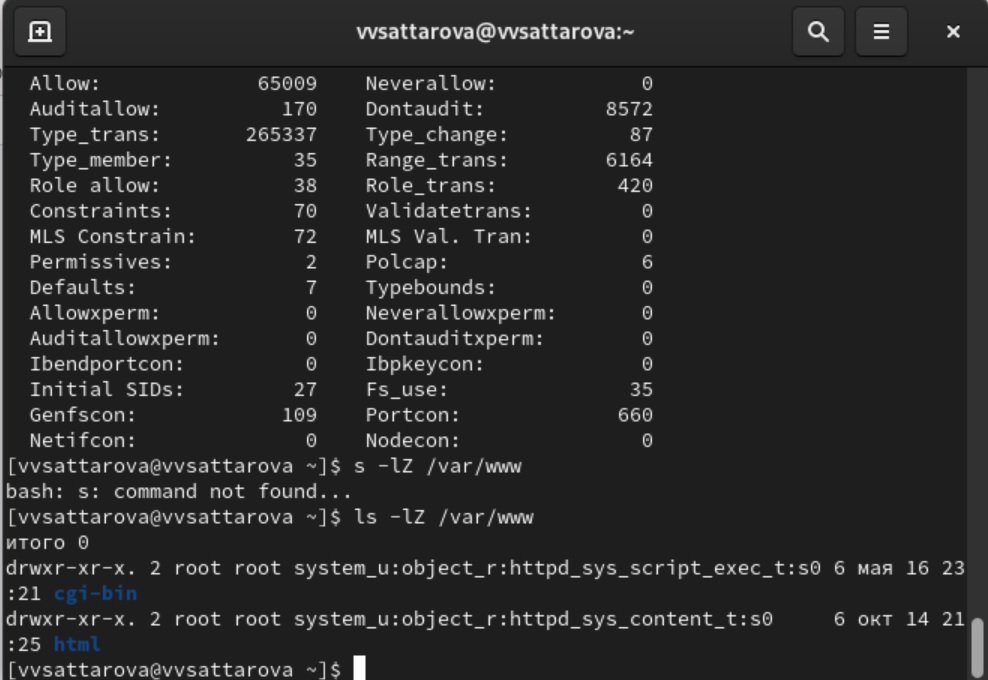 vvsattarova@vvsattarova:~
Allow: 65009 Neverallow: 0
Auditallow: 170 Dontaudit: 8572
Type_trans: 265337 Type_change: 87
Type_member: 35 Range_trans: 6164
Role allow: 38 Role_trans: 420
Constraints: 70 Validatetrans: 0
MLS Constrain: 72 MLS Val. Tran: 0
Permissives: 2 Polcap: 6
Defaults: 7 Typebounds: 0
Allowxperm: 0 Neverallowxperm: 0
Auditallowxperm: 0 Dontauditxperm: 0
Ibendportcon: 0 Ibpkeycon: 0
Initial SIDs: 27 Fs_use: 35
Genfscon: 109 Portcon: 660
Netifcon: 0 Nodecon: 0
[vvsattarova@vvsattarova ~]$ s -lZ /var/www
bash: s: command not found...
[vvsattarova@vvsattarova ~]$ ls -lZ /var/www
итого 0
drwxr-xr-x. 2 root root system_u:object_r:httpd_sys_script_exec_t:s0 6 мая 16 23
:21 cgi-bin
drwxr-xr-x. 2 root root system_u:object_r:httpd_sys_content_t:s0 6 окт 14 21
:25 html
[vvsattarova@vvsattarova ~]$